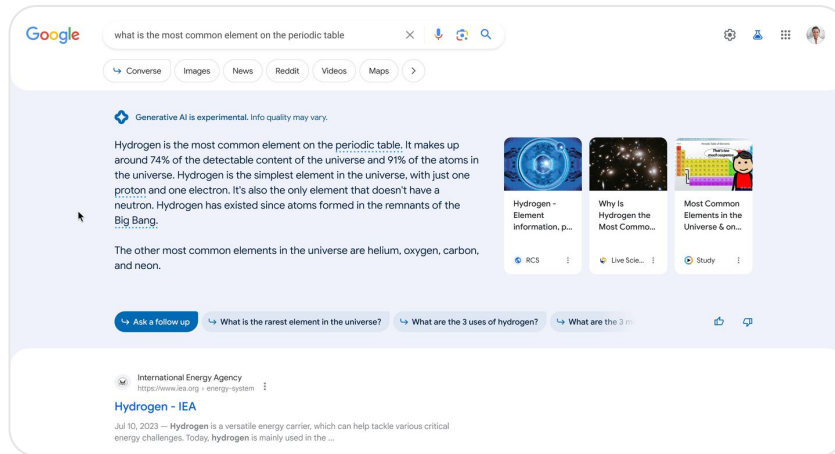 Google
what is the most common element on the periodic table
Converse
Images
News
Reddit
Videos
Maps
Generative AI is experimental. Info quality may vary.
Hydrogen is the most common element on the periodic table. It makes up
around 74% of the detectable content of the universe and 91% of the atoms in
the universe. Hydrogen is the simplest element in the universe, with just one
proton and one electron. It's also the only element that doesn't have a
neutron. Hydrogen has existed since atoms formed in the remnants of the
Big Bang.
The other most common elements in the universe are helium, oxygen, carbon,
and neon.
Hydrogen -
Element
information, p...
RCS
Why Is
Hydrogen the
Most Commo...
Live Scie...
That's too
much suspense
Most Common
Elements in the
Universe & on...
Study
Ask a follow up
What is the rarest element in the universe?
What are the 3 uses of hydrogen?
What are the 3
International Energy Agency
https://www.iea.org › energy-system
Hydrogen - IEA
Jul 10, 2023 — Hydrogen is a versatile energy carrier, which can help tackle various critical
energy challenges. Today, hydrogen is mainly used in the ...